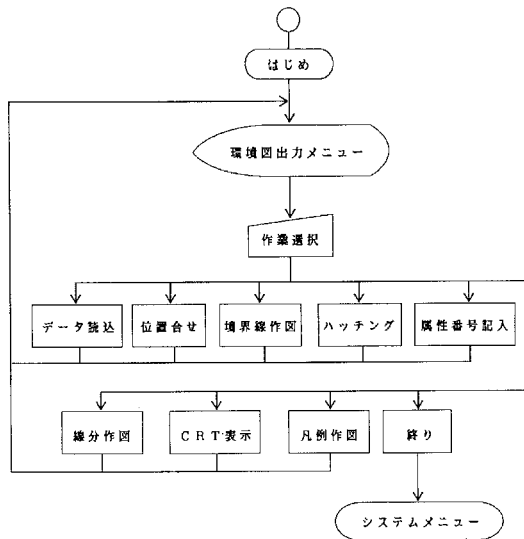 はじめ
環境図出力メニュー
作業選択
データ読込
位置合せ
境界線作図
ハッチング
属性番号記入
線分作図
CRT表示
凡例作図
終り
システムメニュー